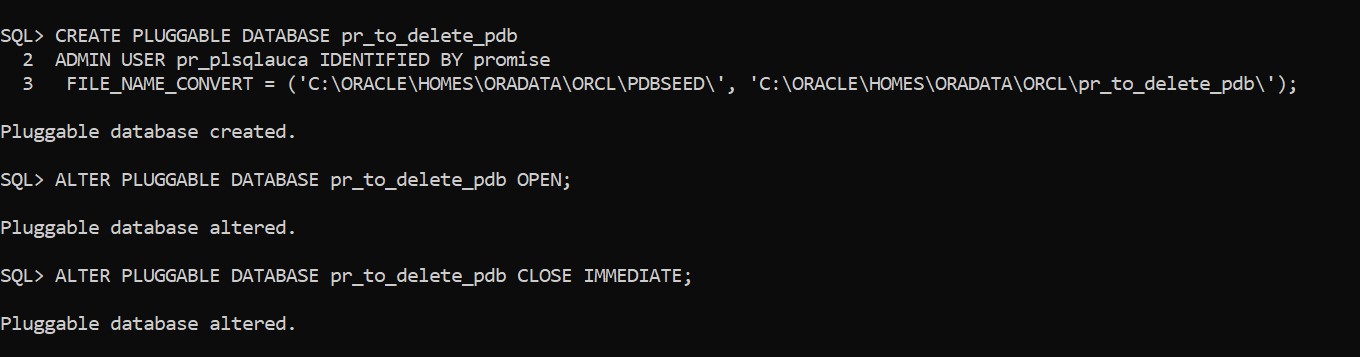 SQL> CREATE PLUGGABLE DATABASE pr_to_delete_pdb
  2  ADMIN USER pr_plsqlauca IDENTIFIED BY promise
  3   FILE_NAME_CONVERT = ('C:\ORACLE\HOMES\ORADATA\ORCL\PDBSEED\', 'C:\ORACLE\HOMES\ORADATA\ORCL\pr_to_delete_pdb\');
Pluggable database created.
SQL> ALTER PLUGGABLE DATABASE pr_to_delete_pdb OPEN;
Pluggable database altered.
SQL> ALTER PLUGGABLE DATABASE pr_to_delete_pdb CLOSE IMMEDIATE;
Pluggable database altered.